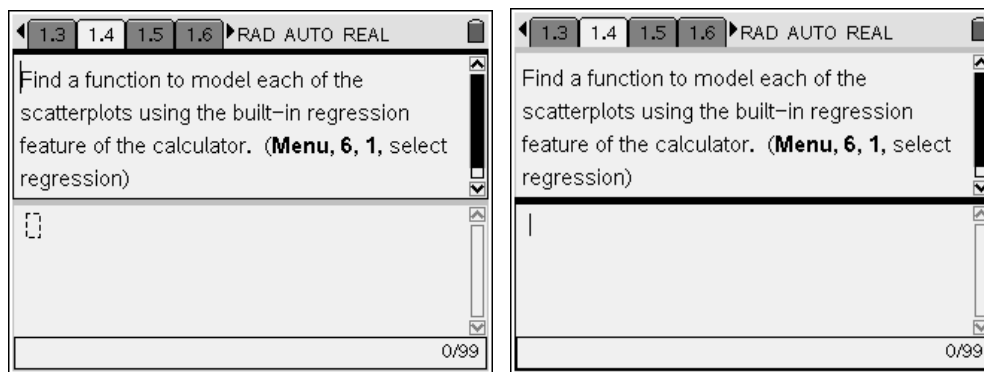 1.3 1.4 1.5 1.6 RAD AUTO REAL
Find a function to model each of the
scatterplots using the built-in regression
feature of the calculator. (Menu, 6, 1, select
regression)
0/99
1.3 1.4 1.5 1.6 RAD AUTO REAL
Find a function to model each of the
scatterplots using the built-in regression
feature of the calculator. (Menu, 6, 1, select
regression)
0/99